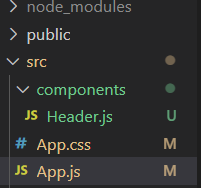 node_modules
public
src
components
JS Header.js U
# App.css M
JS App.js M